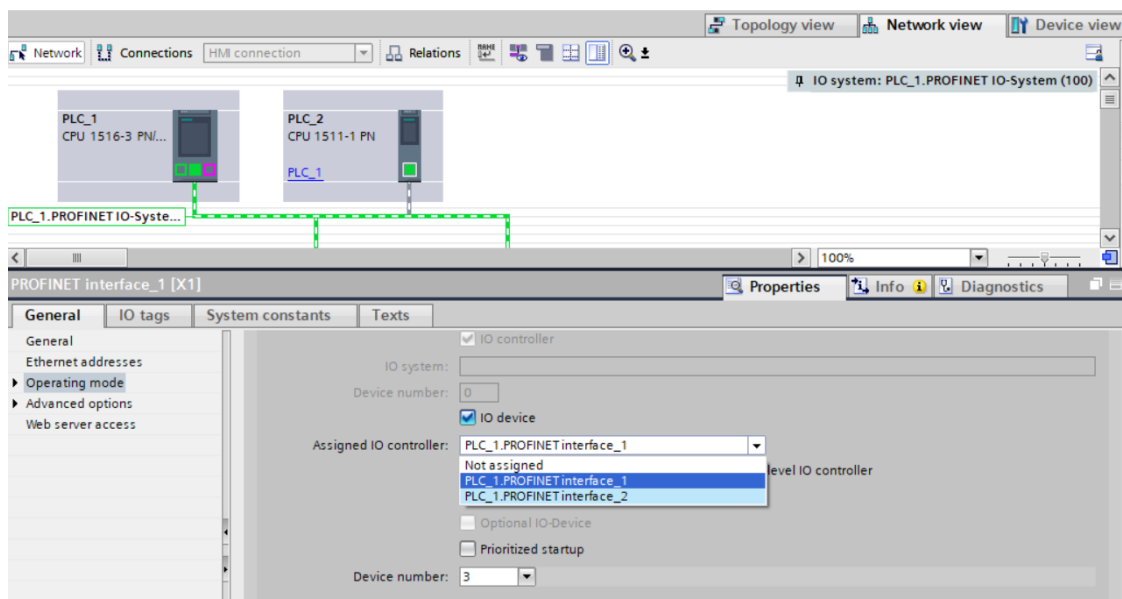 Topology view Network view Device view
Network Connections HMI connection Relations
IO system: PLC_1.PROFINET IO-System (100)
PLC_1
CPU 1516-3 PN/...
PLC_2
CPU 1511-1 PN
PLC_1
PLC_1.PROFINET IO-Syste...
100%
PROFINET interface_1 [X1] Properties Info Diagnostics
General IO tags System constants Texts
General
Ethernet addresses
Operating mode
Advanced options
Web server access
IO controller
IO system:
Device number: 0
IO device
Assigned IO controller: PLC_1.PROFINET interface_1
Not assigned
PLC_1.PROFINET interface_1
PLC_1.PROFINET interface_2
level IO controller
Optional IO-Device
Prioritized startup
Device number: 3